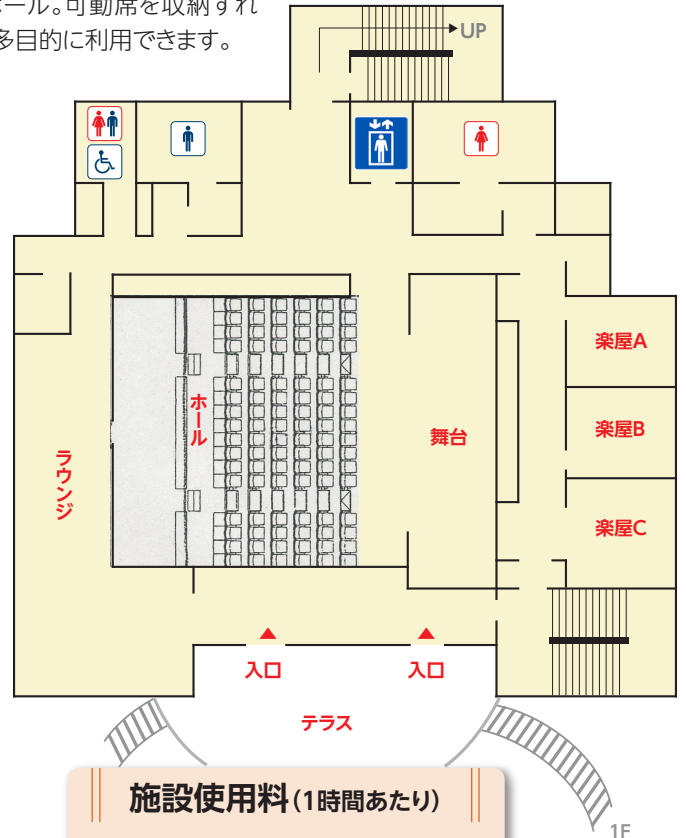 ホール。可動席を収納すれ
多目的に利用できます。
UP
楽屋A
ホール
楽屋B
舞台
ラウンジ
楽屋C
入口
入口
テラス
施設使用料(1時間あたり)
1F